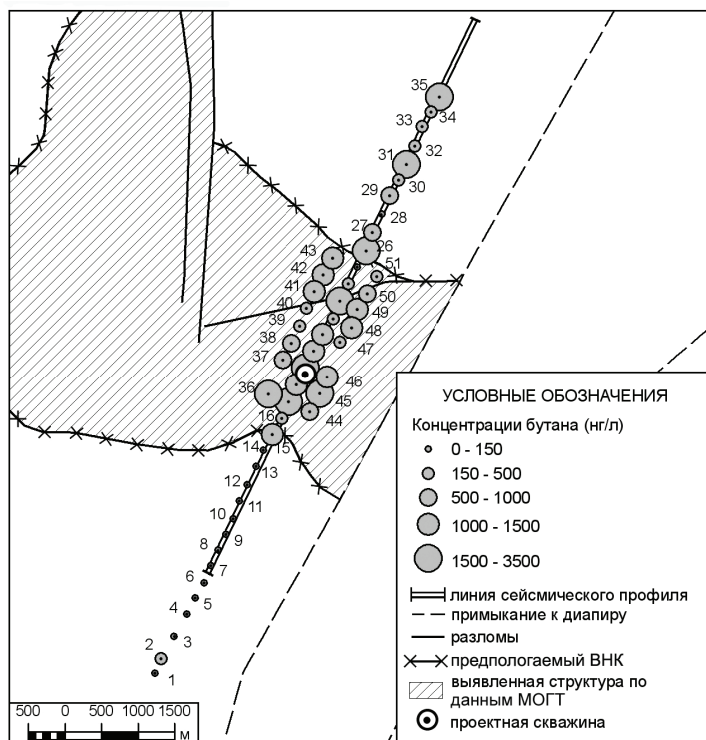 35
33
34
31
32
30
29
28
27
26
43
51
42
41
50
40
49
39
48
38
47
37
46
36
45
16
44
15
14
13
12
11
10
9
8
7
6
5
4
3
2
1
500 0 500 1000 1500
м
УСЛОВНЫЕ ОБОЗНАЧЕНИЯ
Концентрации бутана (нг/л)
0 - 150
150 - 500
500 - 1000
1000 - 1500
1500 - 3500
линия сейсмического профиля
примыкание к диапиру
разломы
предпологаемый ВНК
выявленная структура по
данным МОГТ
проектная скважина